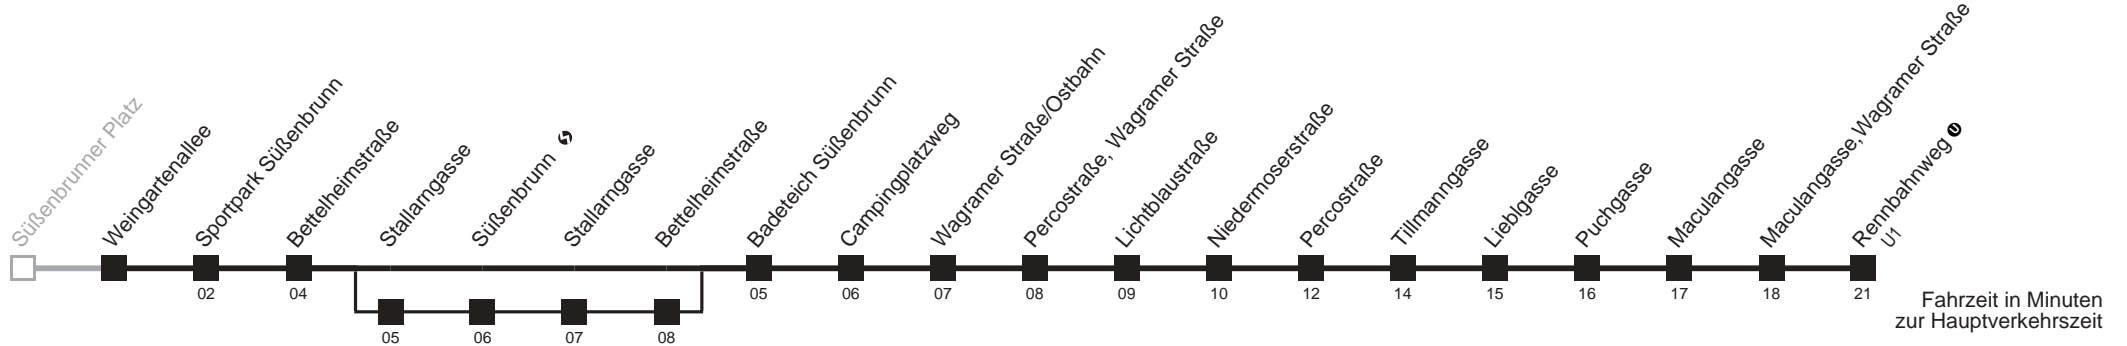 Süßenbrunner Platz
Weingartenallee
Sportpark Süßenbrunn
Bettelheimstraße
Stallarngasse
Süßenbrunn
Stallarngasse
Bettelheimstraße
Badeteich Süßenbrunn
Campingplatzweg
Wagramer Straße/Ostbahn
Percostraße, Wagramer Straße
Lichtblaustraße
Niedermoserstraße
Percostraße
Tillmanngasse
Lieblgasse
Puchgasse
Maculangasse
Maculangasse, Wagramer Straße
Rennbahnweg U
U1
02 04 05 06 07 08 09 10 12 14 15 16 17 18 21
05 06 07 08
Fahrzeit in Minuten
zur Hauptverkehrszeit